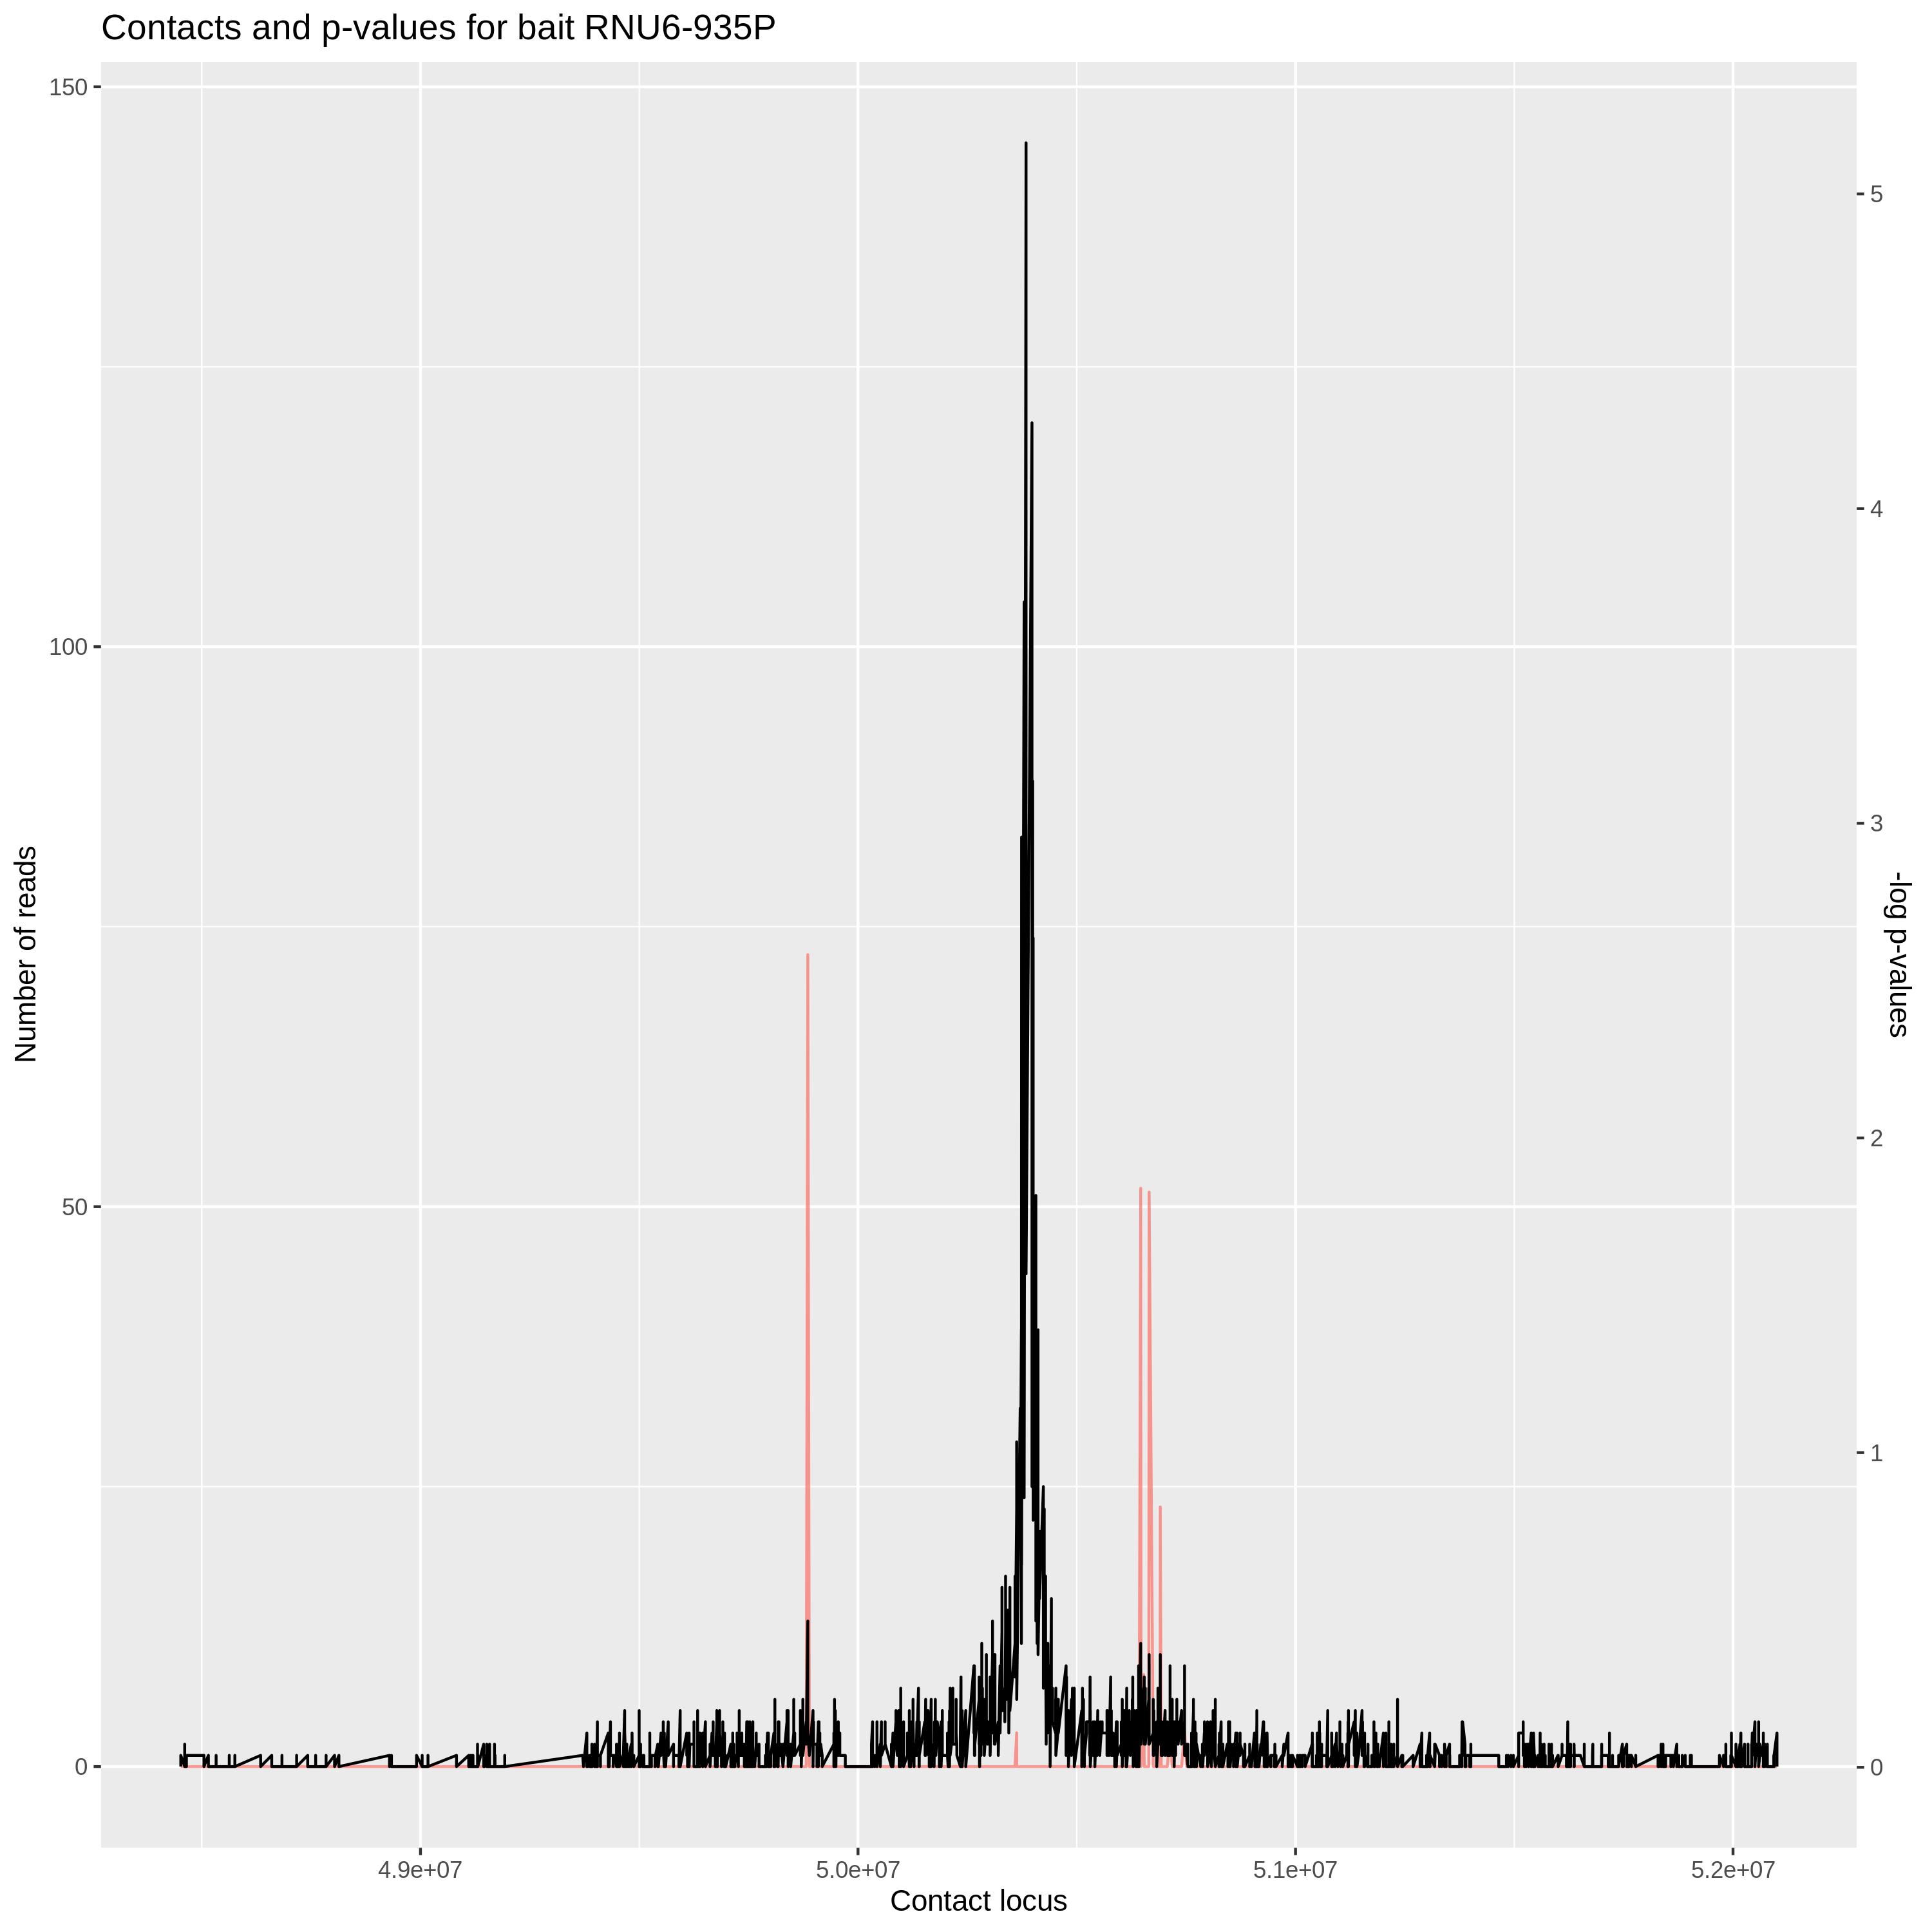 Contacts and p-values for bait RNU6-935P
150
100
50
0
Number of reads
5
4
3
2
1
0
-log p-values
4.9e+07
5.0e+07
5.1e+07
5.2e+07
Contact locus